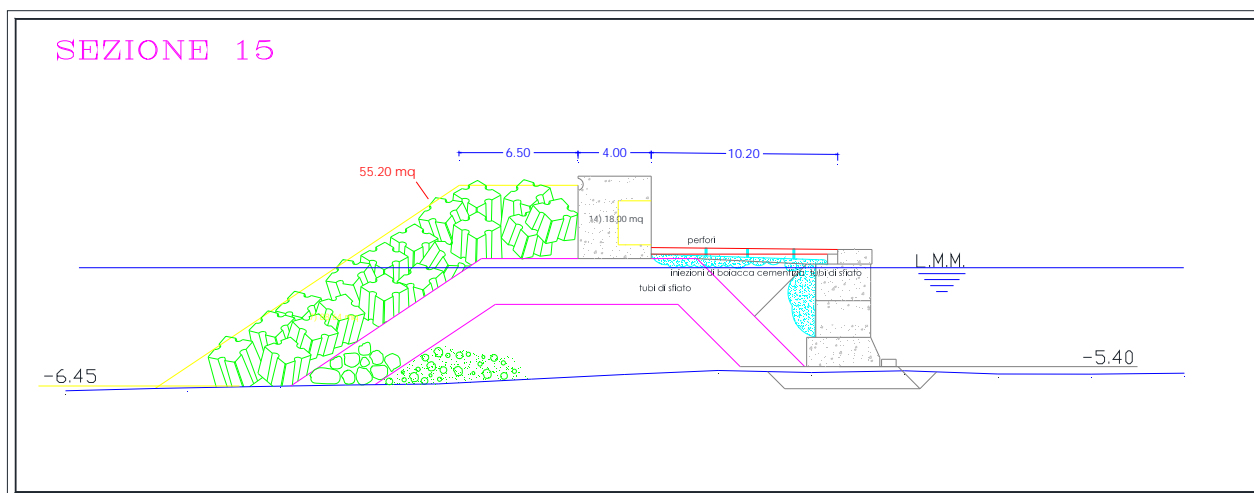 SEZIONE 15
6.50 4.00 10.20
55.20 mq
14) 18.00 mq
perfori
L.M.M.
iniezioni di boiacca cementizia tubi di sfiato
tubi di sfiato
-5.40
-6.45